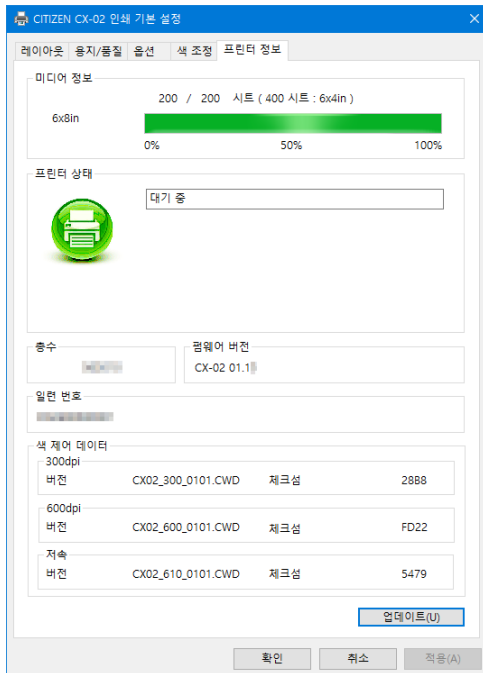 CITIZEN CX-02 인쇄 기본 설정
레이아웃 용지/품질 옵션 색 조정 프린터 정보
미디어 정보
200 / 200 시트 ( 400 시트 : 6x4in )
6x8in
0% 50% 100%
프린터 상태
대기 중
총수 펌웨어 버전
CX-02 01.1
일련 번호
색 제어 데이터
300dpi
버전 CX02_300_0101.CWD 체크섬 28B8
600dpi
버전 CX02_600_0101.CWD 체크섬 FD22
저속
버전 CX02_610_0101.CWD 체크섬 5479
업데이트(U)
확인 취소 적용(A)